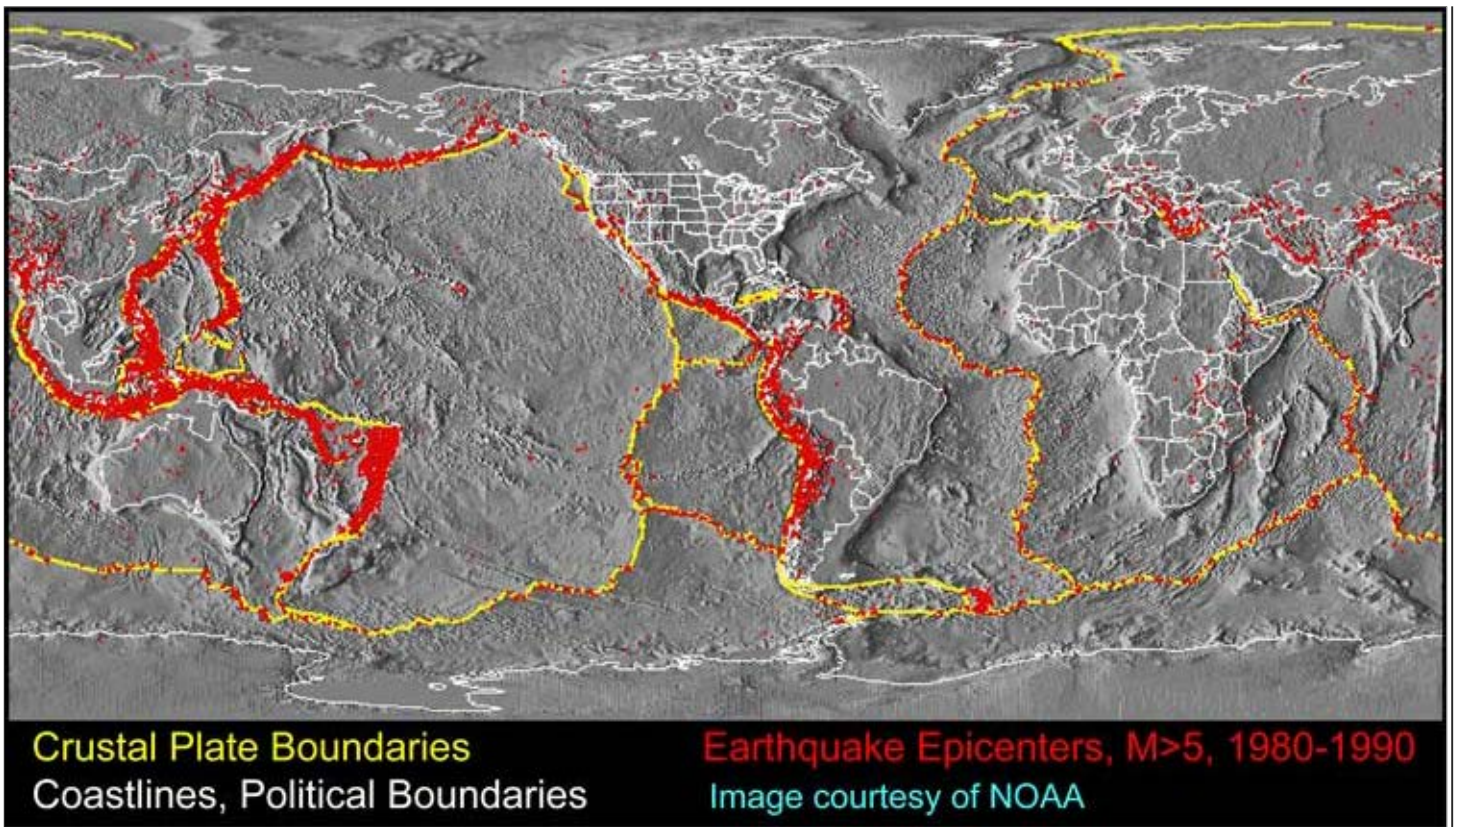 Crustal Plate Boundaries
Earthquake Epicenters, M>5, 1980-1990
Coastlines, Political Boundaries
Image courtesy of NOAA